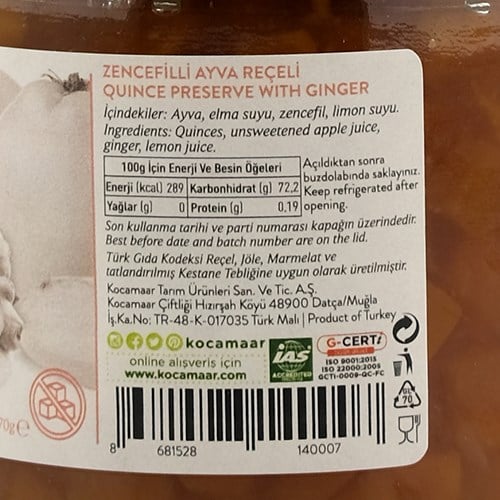 ZENCEFİLLİ AYVA REÇELİ
QUINCE PRESERVE WITH GINGER
İçindekiler: Ayva, elma suyu, zencefil, limon suyu.
Ingredients: Quinces, unsweetened apple juice,
ginger, lemon juice.
100g İçin Enerji Ve Besin Öğeleri
Enerji (kcal) 289 Karbonhidrat (g) 72,2
Yağlar (g) 0 Protein (g) 0,19
Açıldıktan sonra
buzdolabında saklayınız.
Keep refrigerated after
opening.
Son kullanma tarihi ve parti numarası kapağın üzerindedir.
Best before date and batch number are on the lid.
Türk Gıda Kodeksi Reçel, Jöle, Marmelat ve
tatlandırılmış Kestane Tebliğine uygun olarak üretilmiştir.
Kocamaar Tarım Ürünleri San. Ve Tic. A.Ş.
Kocamaar Çiftliği Hızırşah Köyü 48900 Datça/Muğla
İş.Ka.No: TR-48-K-017035 Türk Malı | Product of Turkey
kocamaar
online alışveriş için
www.kocamaar.com
IAS
ACCREDITED
G-CERTi
ISO 9001:2015
ISO 22000:2005
GCTI-0009-QC-FC
GL
70
70g e
8 681528 140007